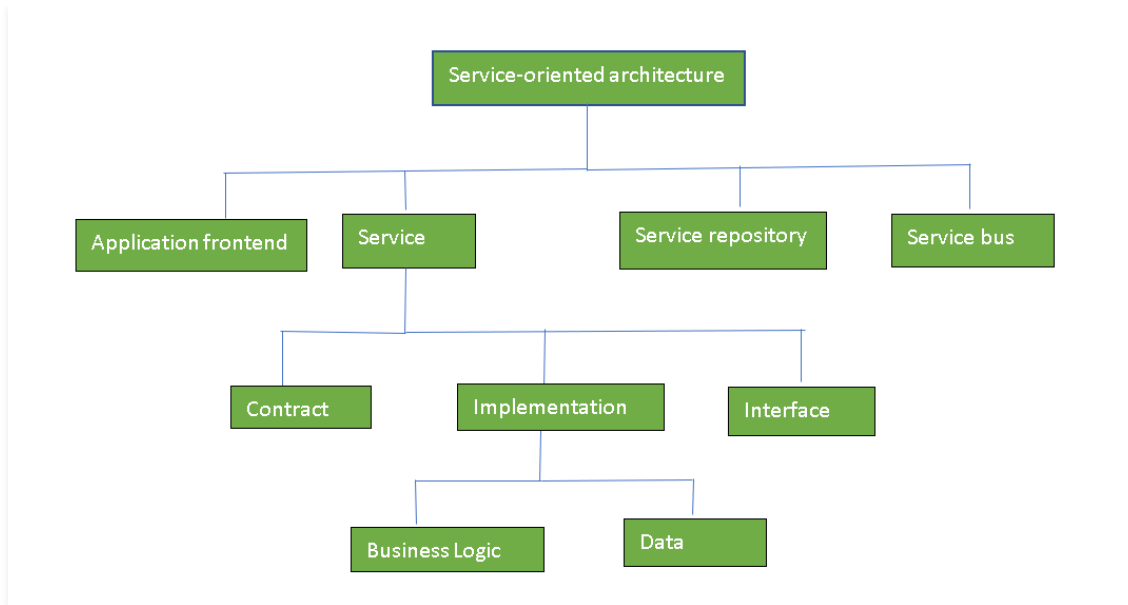 Service-oriented architecture
Application frontend
Service
Service repository
Service bus
Contract
Implementation
Interface
Business Logic
Data